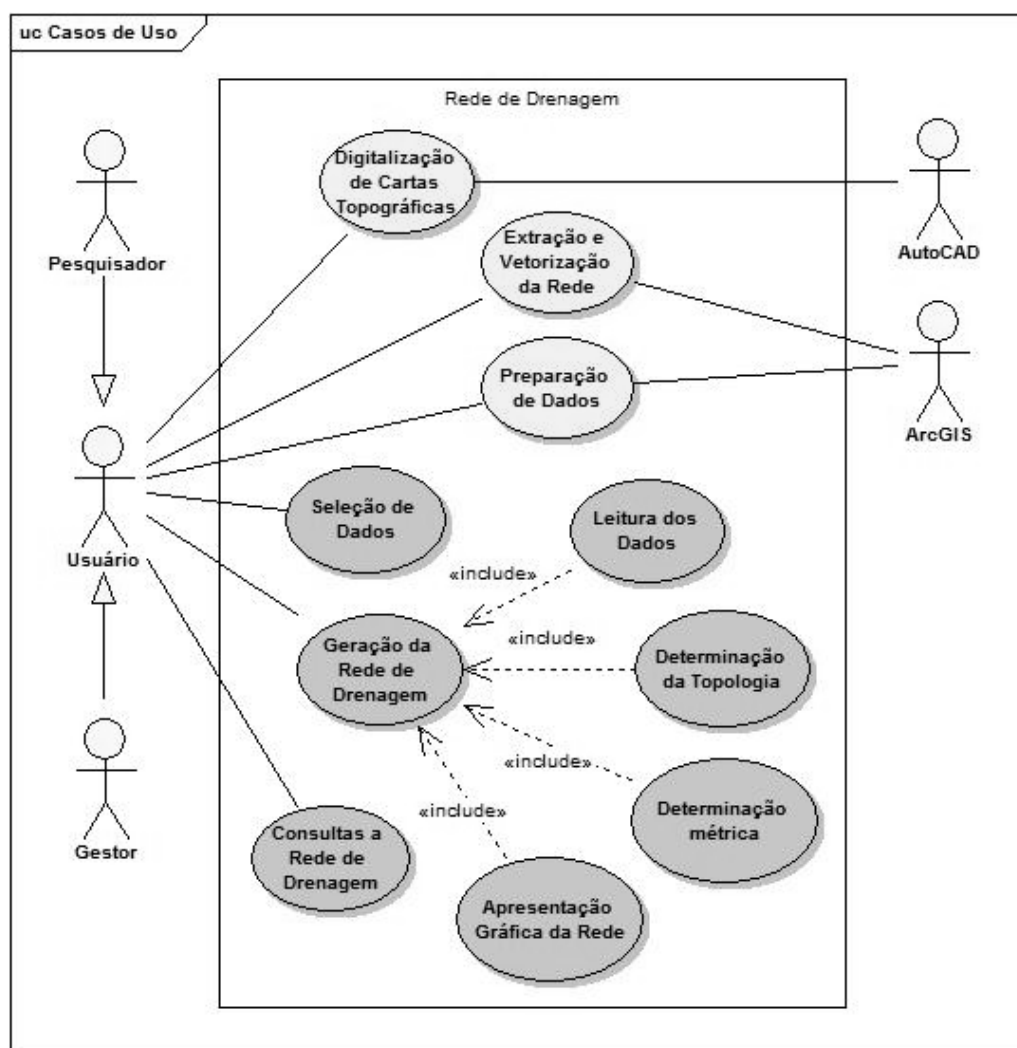 uc Casos de Uso
Rede de Drenagem
Pesquisador
Digitalização
de Cartas
Topográficas
AutoCAD
Extração e
Vetorização
da Rede
Preparação
de Dados
ArcGIS
Usuário
Seleção de
Dados
Leitura dos
Dados
«include»
Geração da
Rede de
Drenagem
«include»
Determinação
da Topologia
«include»
Determinação
métrica
«include»
Gestor
Consultas a
Rede de
Drenagem
Apresentação
Gráfica da Rede